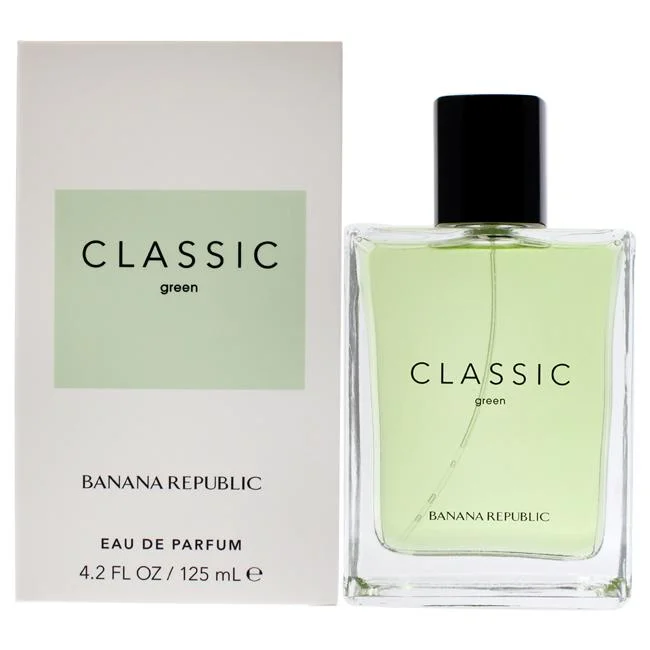 CLASSIC
green
BANANA REPUBLIC
EAU DE PARFUM
4.2 FL OZ / 125 mL ℮
CLASSIC
green
BANANA REPUBLIC